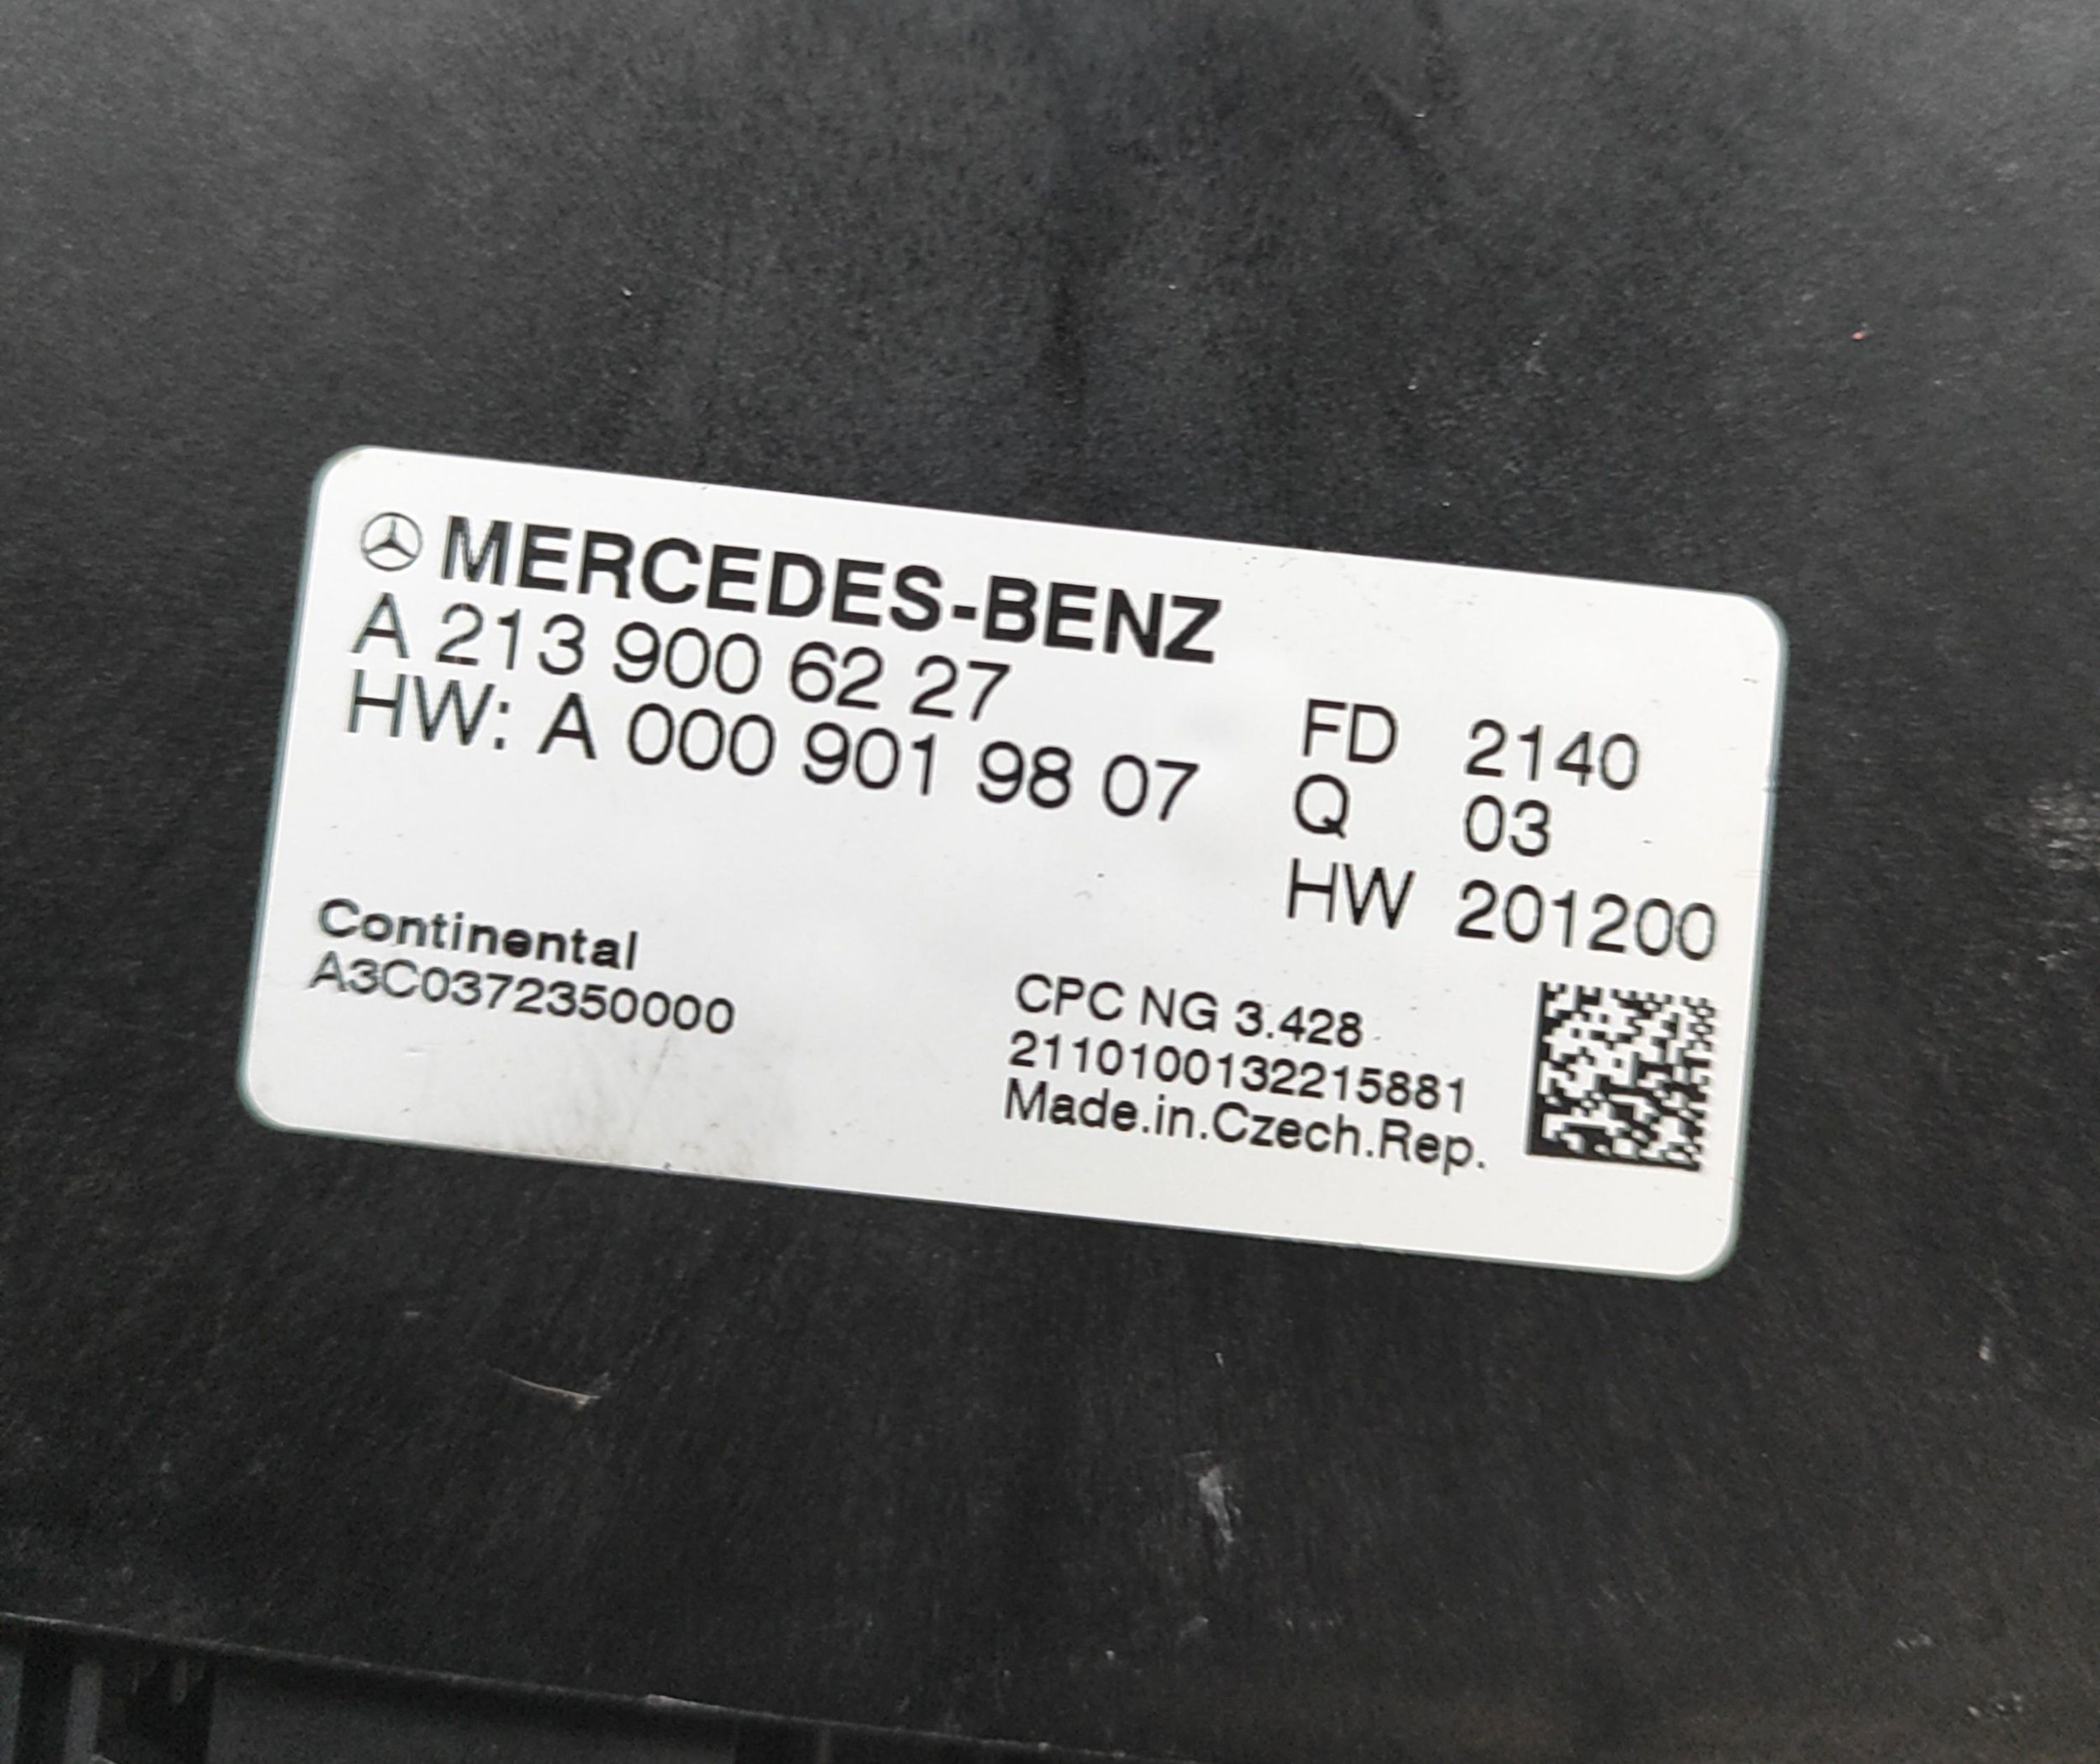 MERCEDES-BENZ
A 213 900 62 27
HW: A 000 901 98 07
FD 2140
Q 03
HW 201200
Continental
A3C0372350000
CPC NG 3.428
2110100132215881
Made.in.Czech.Rep.